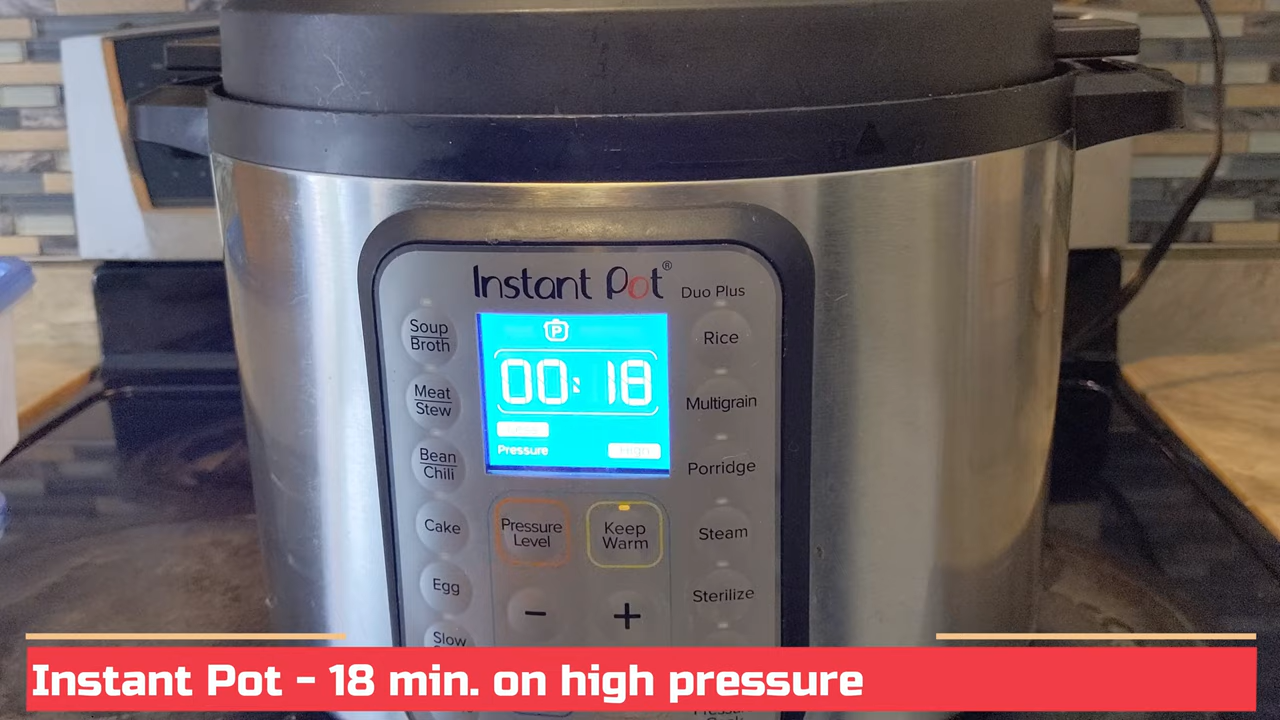 Instant Pot®
Duo Plus
P
00:18
Pressure
High
Soup
Broth
Meat
Stew
Bean
Chili
Cake
Egg
Slow
Pressure
Level
Keep
Warm
-
+
Rice
Multigrain
Porridge
Steam
Sterilize
Instant Pot - 18 min. on high pressure